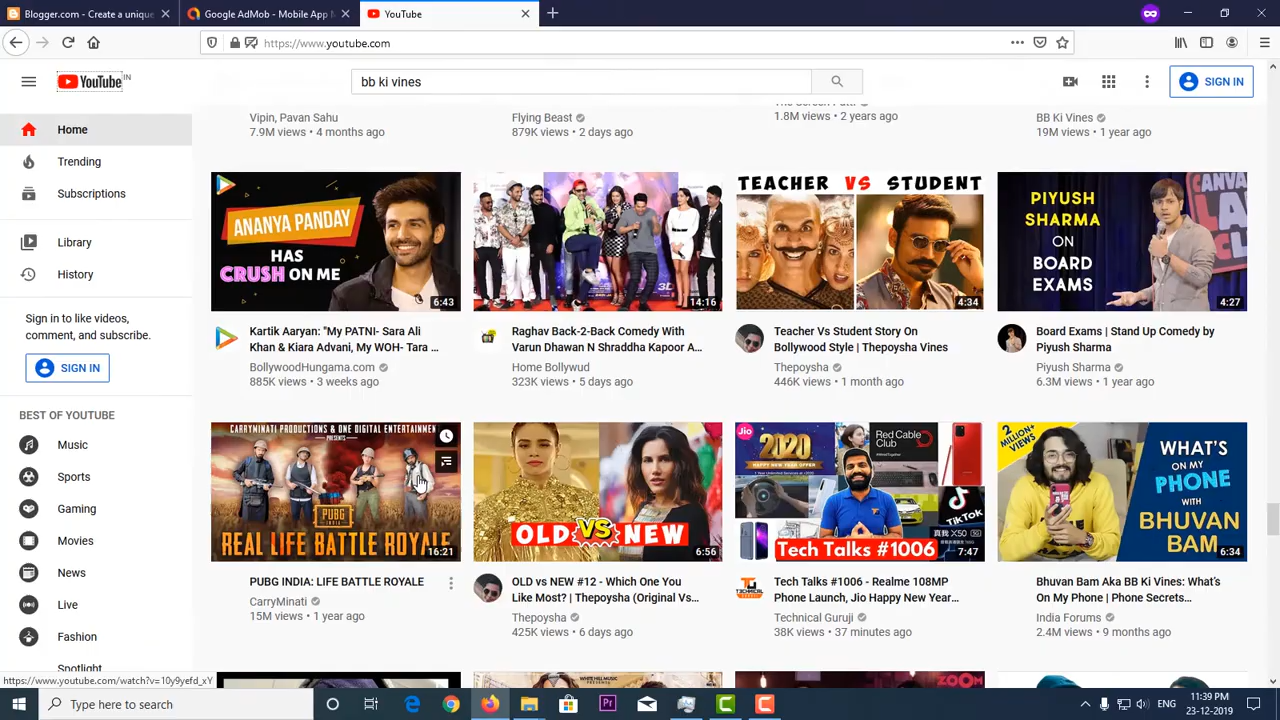 Blogger.com - Create a unique
Google AdMob - Mobile App M
YouTube
https://www.youtube.com
YouTube IN
bb ki vines
SIGN IN
Home
Trending
Subscriptions
Library
History
Sign in to like videos,
comment, and subscribe.
SIGN IN
BEST OF YOUTUBE
Music
Sports
Gaming
Movies
News
Live
Fashion
Spotlight
Vipin, Pavan Sahu
7.9M views • 4 months ago
Flying Beast
879K views • 2 days ago
The Screen Patti
1.8M views • 2 years ago
BB Ki Vines
19M views • 1 year ago
ANANYA PANDAY
HAS
CRUSH ON ME
6:43
Kartik Aaryan: "My PATNI- Sara Ali
Khan & Kiara Advani, My WOH- Tara ...
BollywoodHungama.com
885K views • 3 weeks ago
14:16
Raghav Back-2-Back Comedy With
Varun Dhawan N Shraddha Kapoor A...
Home Bollywud
323K views • 5 days ago
TEACHER VS STUDENT
4:34
Teacher Vs Student Story On
Bollywood Style | Thepoysha Vines
Thepoysha
446K views • 1 month ago
PIYUSH
SHARMA
ON
BOARD
EXAMS
4:27
Board Exams | Stand Up Comedy by
Piyush Sharma
Piyush Sharma
6.3M views • 1 year ago
CARRYMINATI PRODUCTIONS & ONE DIGITAL ENTERTAINMEN
PRESENTS
PUBG
INDIA
REAL LIFE BATTLE ROYALE
16:21
PUBG INDIA: LIFE BATTLE ROYALE
CarryMinati
15M views • 1 year ago
OLD VS NEW
6:56
OLD vs NEW #12 - Which One You
Like Most? | Thepoysha (Original Vs...
Thepoysha
425K views • 6 days ago
Jio
2020
HAPPY NEW YEAR OFFER
Red Cable
Club
TikTok
真我 X50 5G
Tech Talks #1006
7:47
Tech Talks #1006 - Realme 108MP
Phone Launch, Jio Happy New Year...
Technical Guruji
38K views • 37 minutes ago
2
MILLION+
VIEWS
WHAT'S
ON MY
PHONE
WITH
BHUVAN
BAM
6:34
Bhuvan Bam Aka BB Ki Vines: What's
On My Phone | Phone Secrets...
India Forums
2.4M views • 9 months ago
WHITE HILL MUSIC
ZOOM
https://www.youtube.com/watch?v=10y9yefd_xY
Type here to search
ENG
11:39 PM
23-12-2019